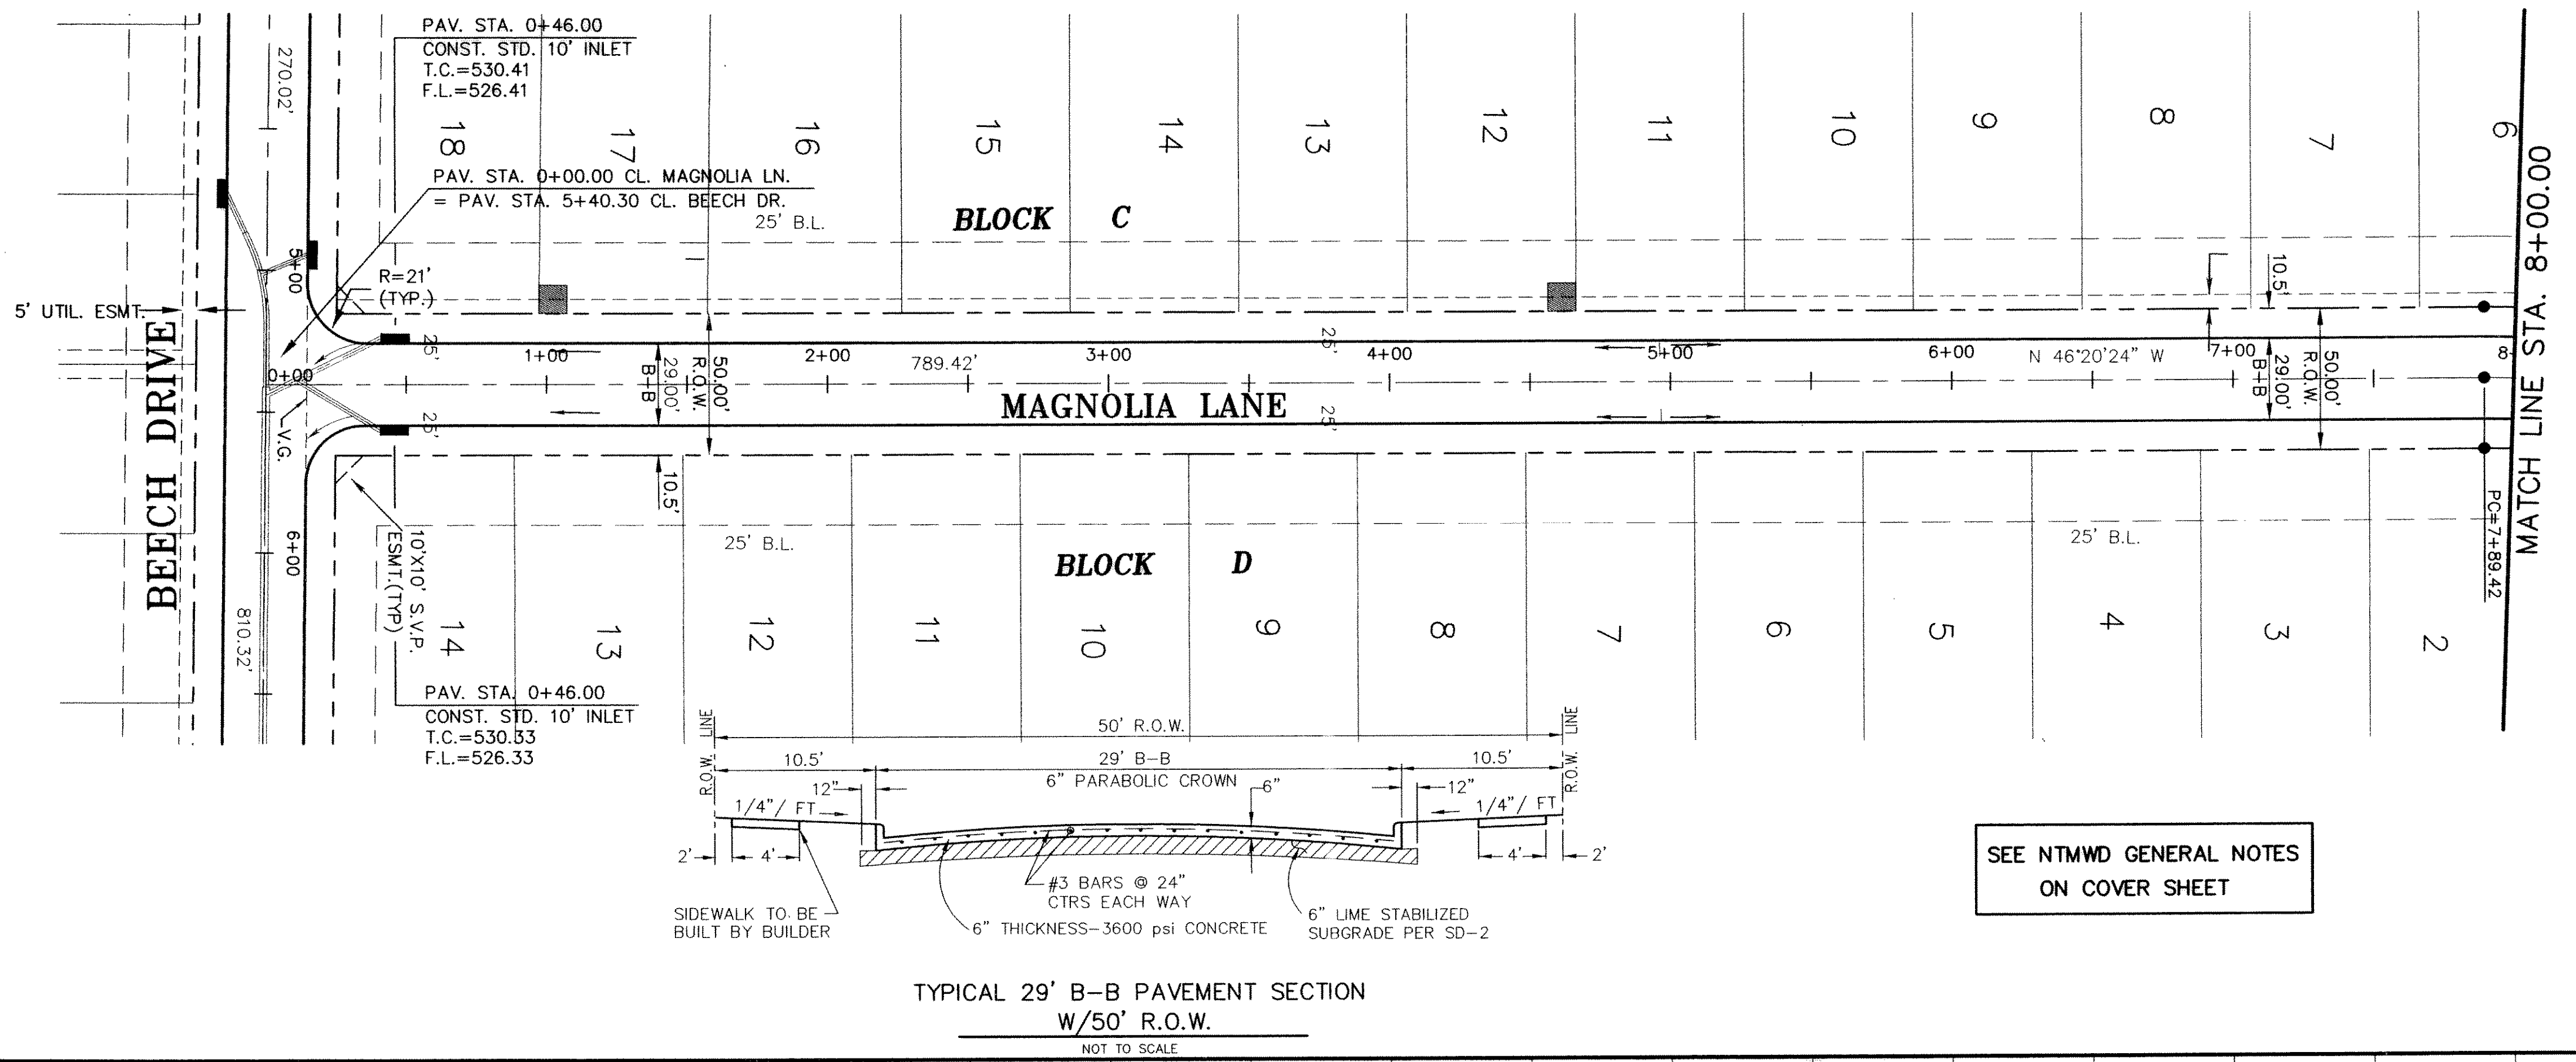 PAV. STA. 0+46.00
CONST. STD. 10' INLET
T.C.=530.41
F.L.=526.41
270.02'
18
17
16
15
14
13
12
11
10
9
8
7
6
PAV. STA. 0+00.00 CL. MAGNOLIA LN.
= PAV. STA. 5+40.30 CL. BEECH DR.
25' B.L.
BLOCK C
5+00
R=21'
(TYP.)
5' UTIL. ESMT.
BEECH DRIVE
10.5'
MATCH LINE STA. 8+00.00
25'
25'
0+00
1+00
2+00
789.42'
3+00
4+00
5+00
6+00
N 46°20'24" W
7+00
8
29.00'
B-B
50.00'
R.O.W.
29.00'
B-B
50.00'
R.O.W.
MAGNOLIA LANE
25'
25'
V.G.
10.5'
6+00
810.32'
10'X10' S.V.P.
ESMT.(TYP)
25' B.L.
BLOCK D
25' B.L.
PC=7+89.42
14
13
12
11
10
9
8
7
6
5
4
3
2
PAV. STA. 0+46.00
CONST. STD. 10' INLET
T.C.=530.33
F.L.=526.33
R.O.W. LINE
50' R.O.W.
R.O.W. LINE
10.5'
29' B-B
10.5'
6" PARABOLIC CROWN
12"
6"
12"
1/4"/ FT
1/4"/ FT
2'
4'
4'
2'
#3 BARS @ 24"
CTRS EACH WAY
SIDEWALK TO BE
BUILT BY BUILDER
6" THICKNESS-3600 psi CONCRETE
6" LIME STABILIZED
SUBGRADE PER SD-2
SEE NTMWD GENERAL NOTES
ON COVER SHEET
TYPICAL 29' B-B PAVEMENT SECTION
W/50' R.O.W.
NOT TO SCALE